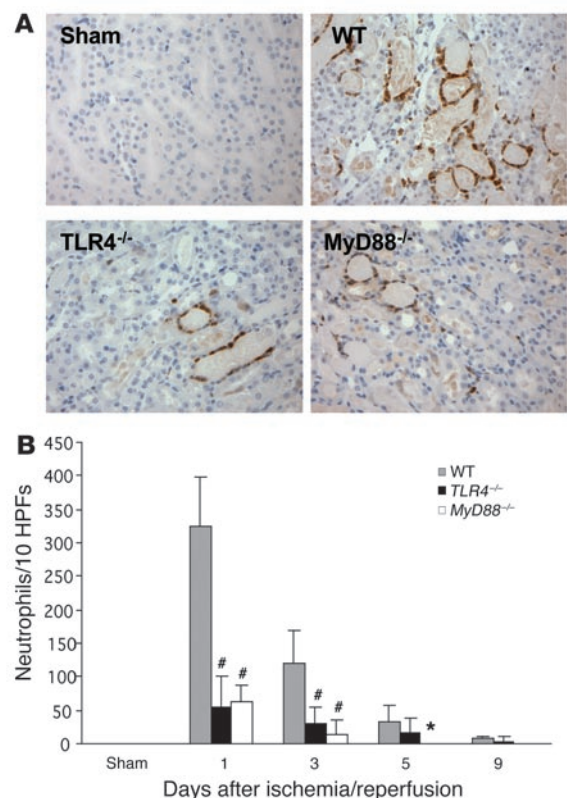 A
Sham
WT
TLR4-/-
MyD88-/-
B
Neutrophils/10 HPFs
450
400
350
300
250
200
150
100
50
0
WT
TLR4-/-
MyD88-/-
# #
# #
*
Sham 1 3 5 9
Days after ischemia/reperfusion